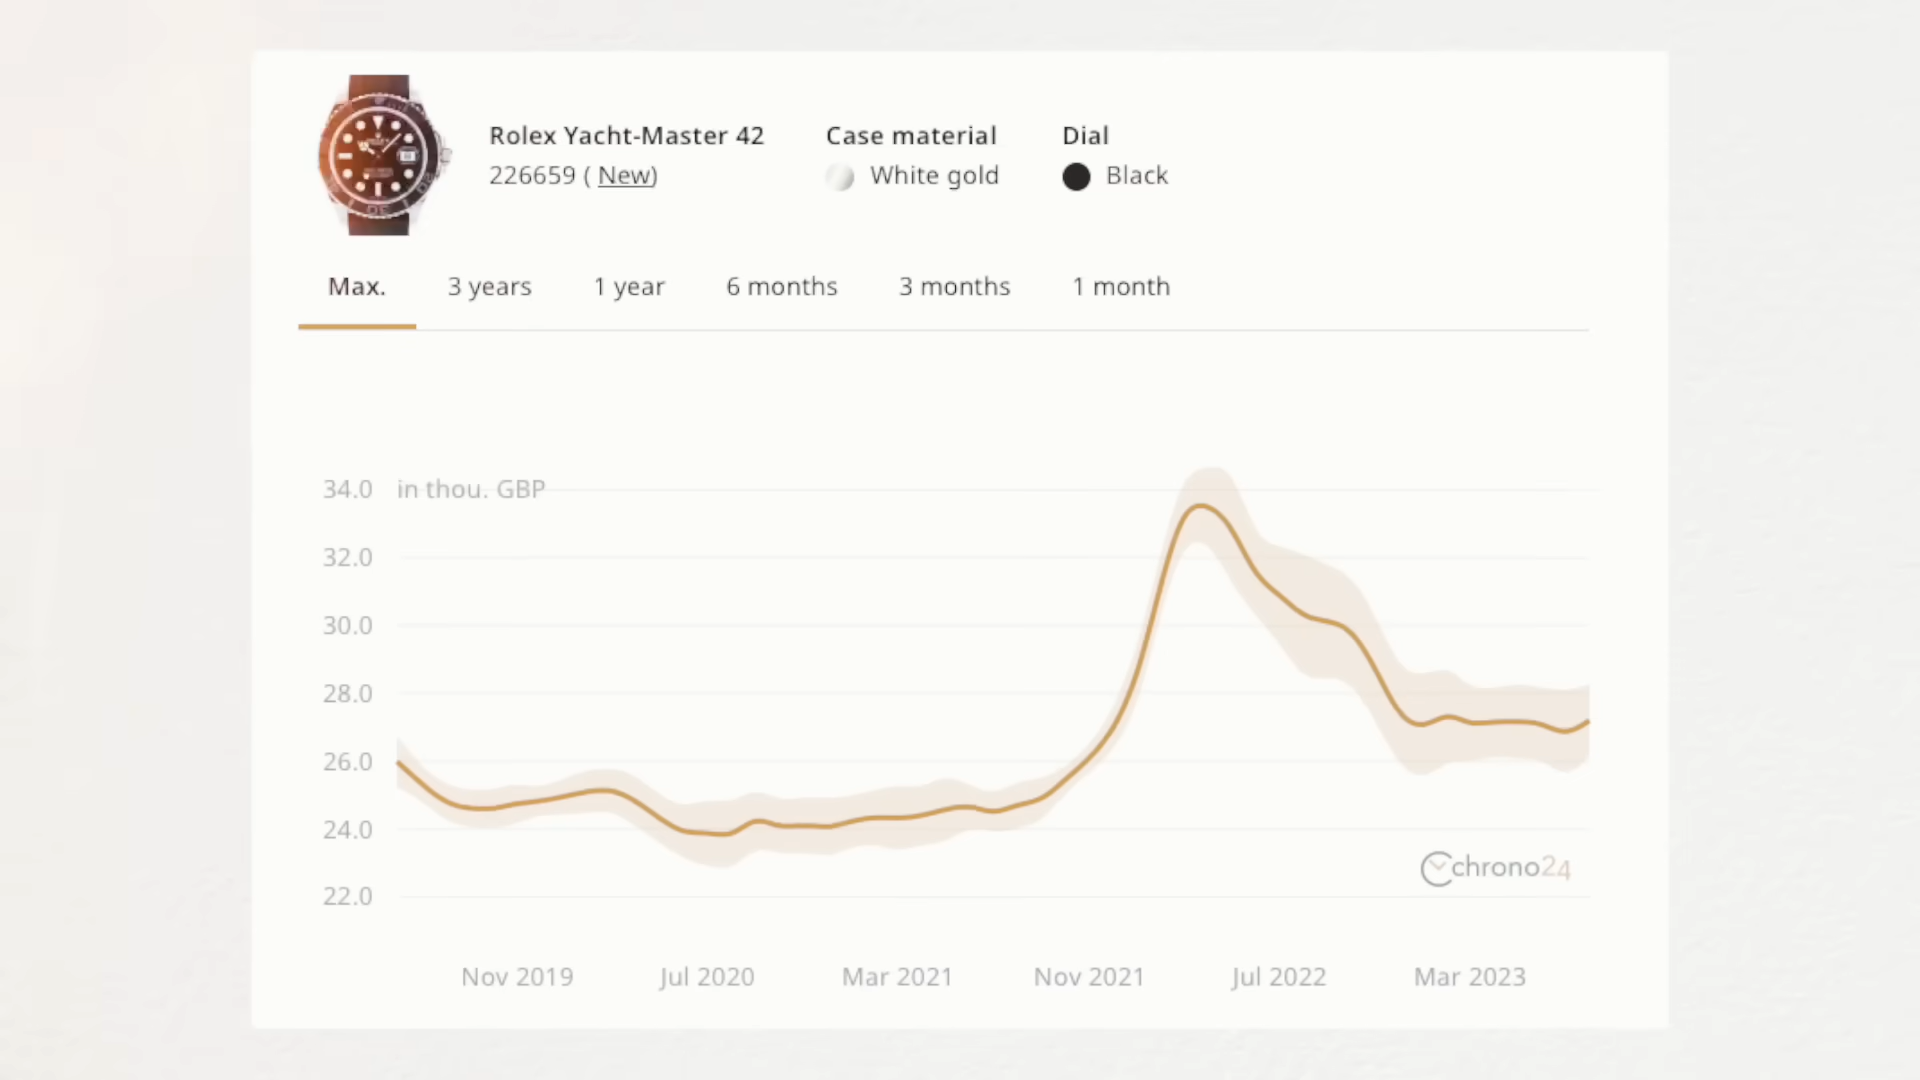 Rolex Yacht-Master 42
226659 ( New)
Case material
White gold
Dial
Black
Max. 3 years 1 year 6 months 3 months 1 month
34.0 in thou. GBP
32.0
30.0
28.0
26.0
24.0
22.0
chrono24
Nov 2019 Jul 2020 Mar 2021 Nov 2021 Jul 2022 Mar 2023